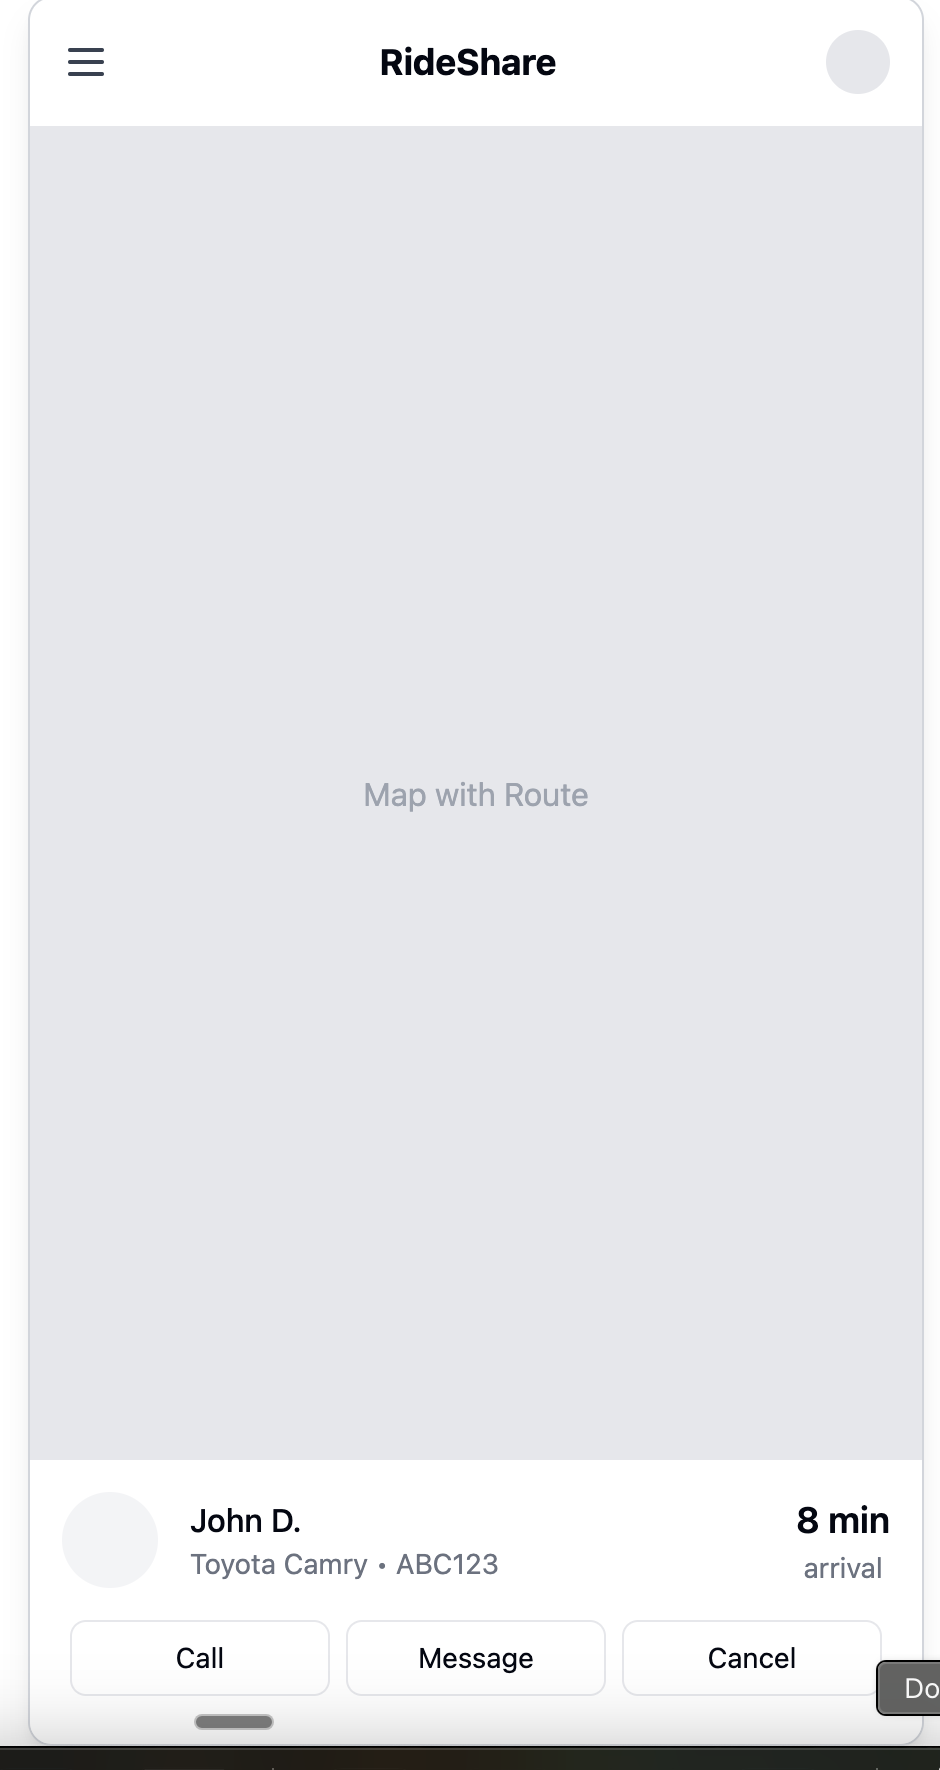 RideShare
Map with Route
John D.
8 min
Toyota Camry • ABC123
arrival
Call
Message
Cancel
Do